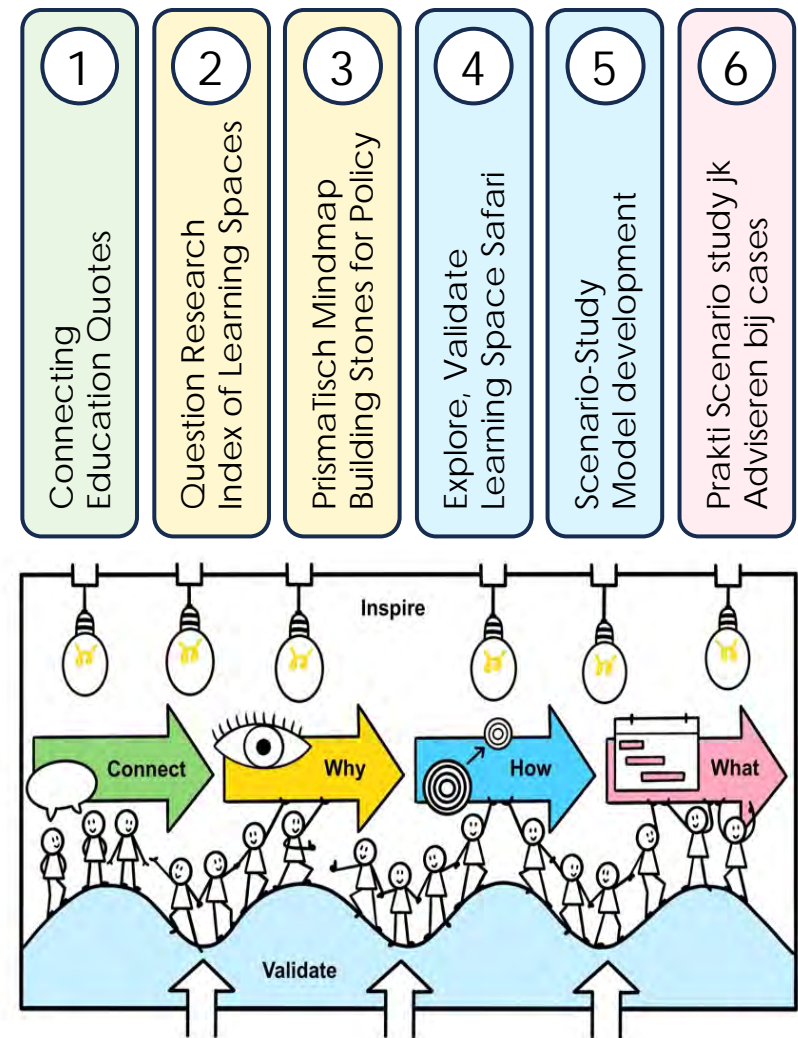 1
Connecting
Education Quotes
2
Question Research
Index of Learning Spaces
3
PrismaTisch Mindmap
Building Stones for Policy
4
Explore, Validate
Learning Space Safari
5
Scenario-Study
Model development
6
Prakti Scenario study jk
Adviseren bij cases
Inspire
Connect
Why
How
What
Validate